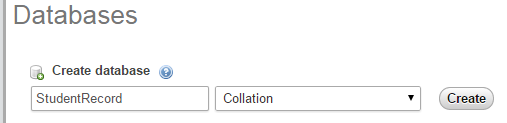 Databases
Create database
StudentRecord Collation Create